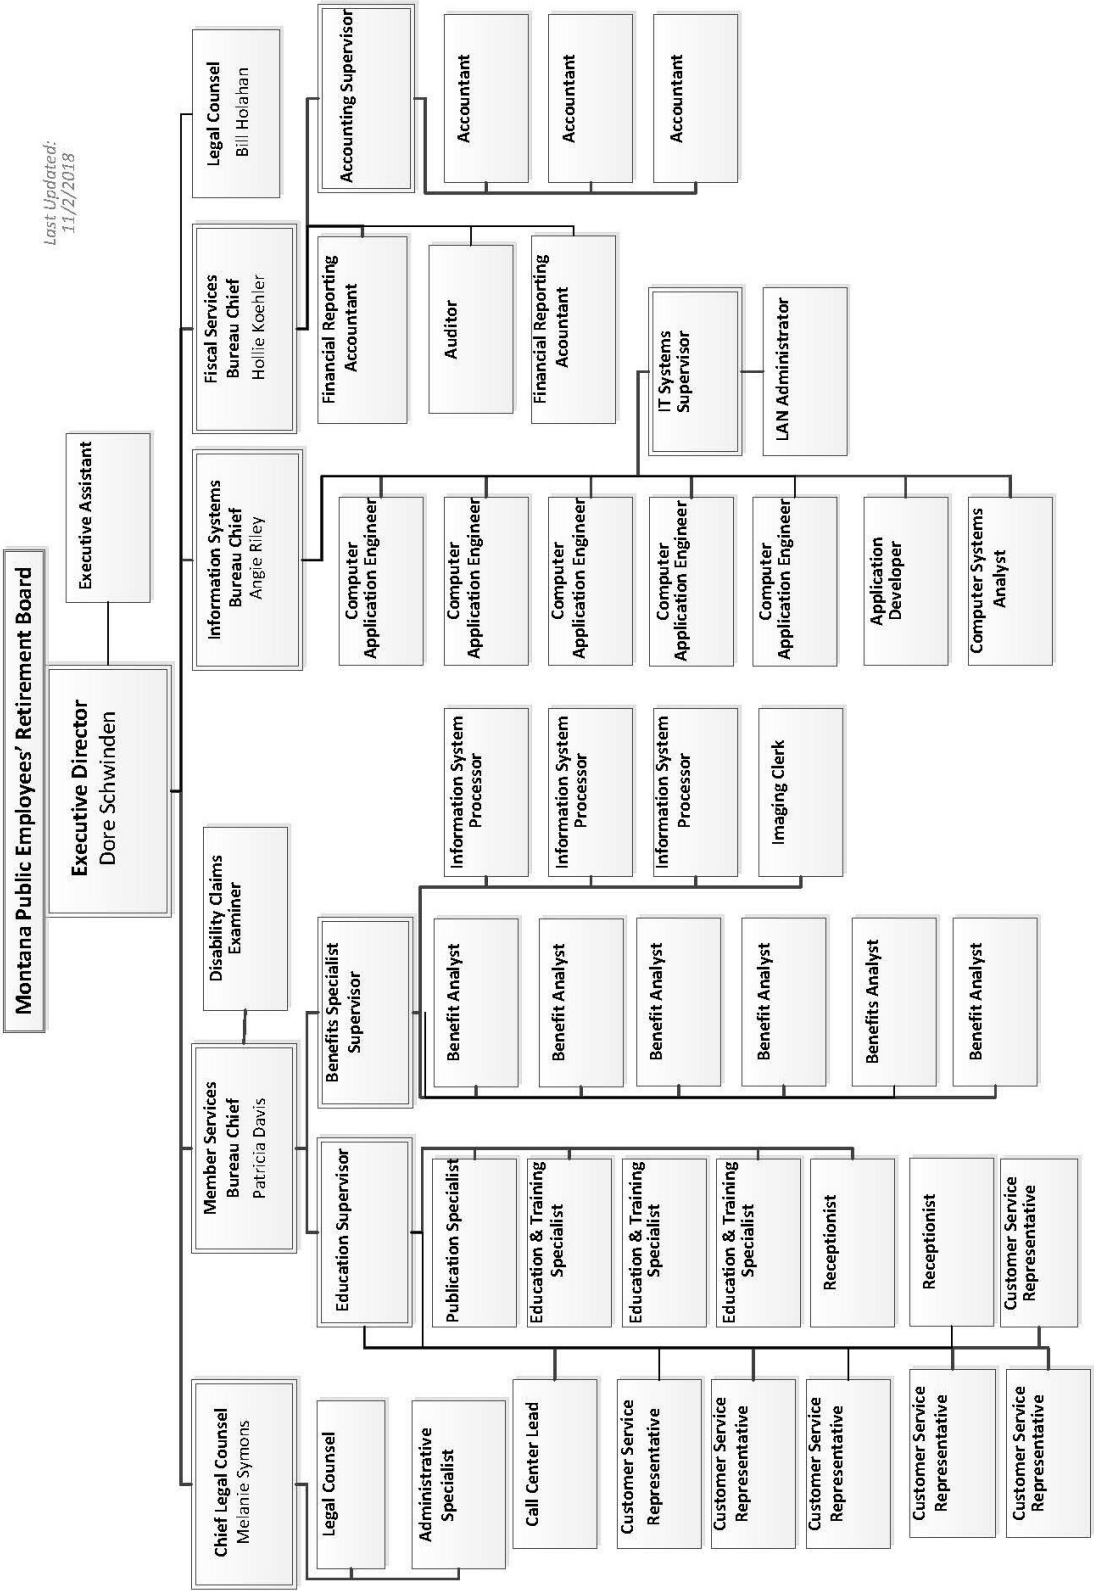 Montana Public Employees' Retirement Board
Last Updated:
11/2/2018
Executive Director
Dore Schwinden
Executive Assistant
Chief Legal Counsel
Melanie Symons
Legal Counsel
Administrative
Specialist
Member Services
Bureau Chief
Patricia Davis
Disability Claims
Examiner
Education Supervisor
Publication Specialist
Education & Training
Specialist
Education & Training
Specialist
Education & Training
Specialist
Receptionist
Receptionist
Customer Service
Representative
Call Center Lead
Customer Service
Representative
Customer Service
Representative
Customer Service
Representative
Customer Service
Representative
Customer Service
Representative
Benefits Specialist
Supervisor
Benefit Analyst
Benefit Analyst
Benefit Analyst
Benefit Analyst
Benefits Analyst
Benefit Analyst
Information System
Processor
Information System
Processor
Information System
Processor
Imaging Clerk
Information Systems
Bureau Chief
Angie Riley
Computer
Application Engineer
Computer
Application Engineer
Computer
Application Engineer
Computer
Application Engineer
Computer
Application Engineer
Application
Developer
Computer Systems
Analyst
IT Systems
Supervisor
LAN Administrator
Fiscal Services
Bureau Chief
Hollie Koehler
Financial Reporting
Accountant
Auditor
Financial Reporting
Acountant
Accounting Supervisor
Accountant
Accountant
Accountant
Legal Counsel
Bill Holahan